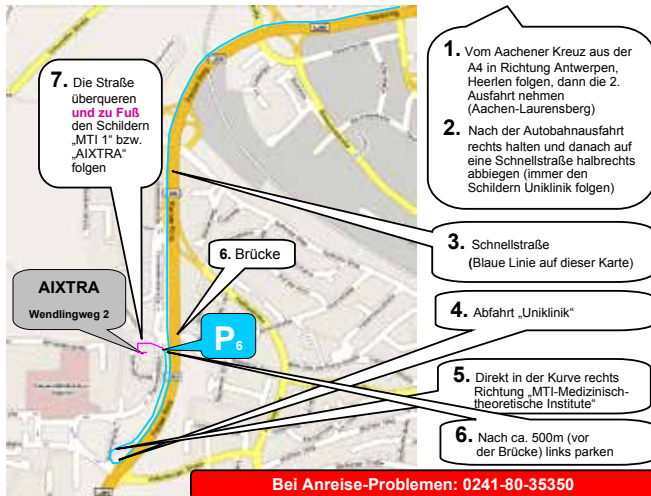 1. Vom Aachener Kreuz aus der
A4 in Richtung Antwerpen,
Heerlen folgen, dann die 2.
Ausfahrt nehmen
(Aachen-Laurensberg)
2. Nach der Autobahnausfahrt
rechts halten und danach auf
eine Schnellstraße halbrechts
abbiegen (immer den
Schildern Uniklinik folgen)
3. Schnellstraße
(Blaue Linie auf dieser Karte)
4. Abfahrt „Uniklinik“
5. Direkt in der Kurve rechts
Richtung „MTI-Medizinisch-
theoretische Institute“
6. Nach ca. 500m (vor
der Brücke) links parken
6. Brücke
P6
7. Die Straße
überqueren
und zu Fuß
den Schildern
„MTI 1“ bzw.
„AIXTRA“
folgen
AIXTRA
Wendlingweg 2
Bei Anreise-Problemen: 0241-80-35350